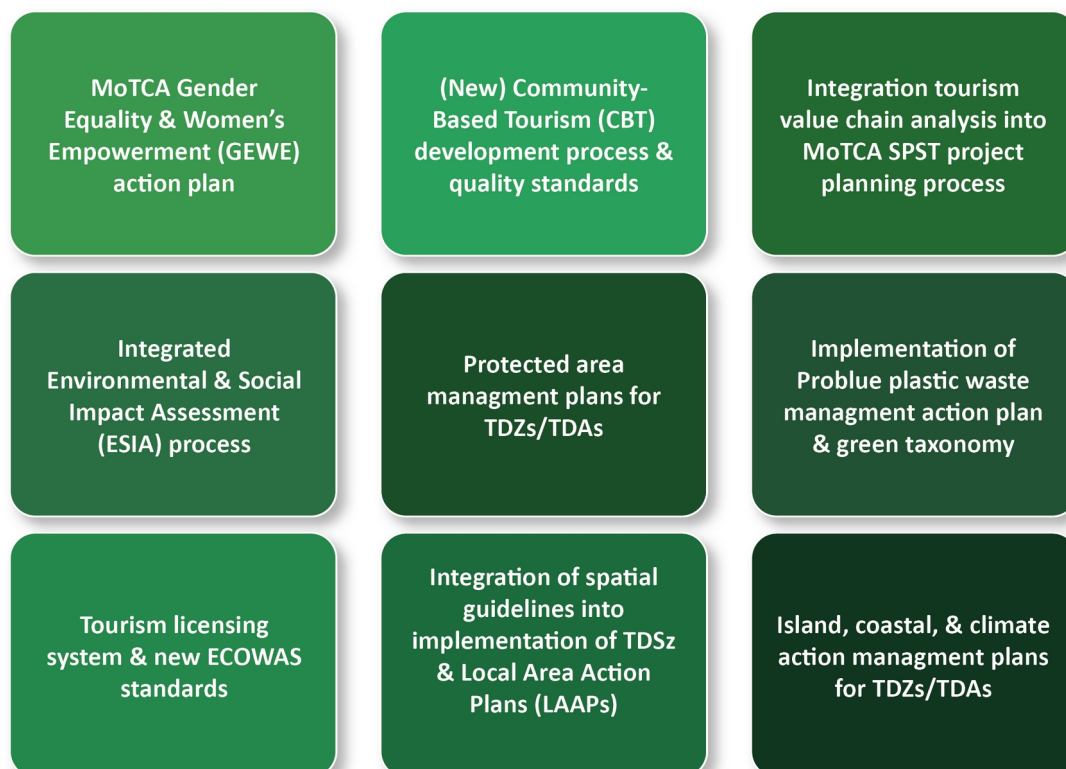 MoTCA Gender
Equality & Women’s
Empowerment (GEWE)
action plan
(New) Community-
Based Tourism (CBT)
development process &
quality standards
Integration tourism
value chain analysis into
MoTCA SPST project
planning process
Integrated
Environmental & Social
Impact Assessment
(ESIA) process
Protected area
managment plans for
TDZs/TDAs
Implementation of
Problue plastic waste
managment action plan
& green taxonomy
Tourism licensing
system & new ECOWAS
standards
Integration of spatial
guidelines into
implementation of TDSz
& Local Area Action
Plans (LAAPs)
Island, coastal, & climate
action managment plans
for TDZs/TDAs